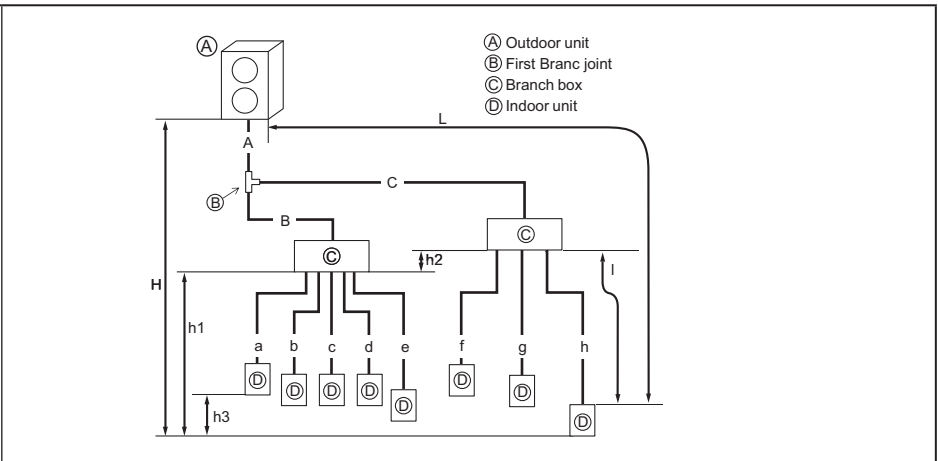 Ⓐ
Ⓐ Outdoor unit
Ⓑ First Branc joint
Ⓒ Branch box
Ⓓ Indoor unit
L
A
C
Ⓑ
B
Ⓒ
Ⓒ
h2
l
H
h1
a b c d e f g h
Ⓓ Ⓓ Ⓓ Ⓓ Ⓓ Ⓓ Ⓓ Ⓓ
h3